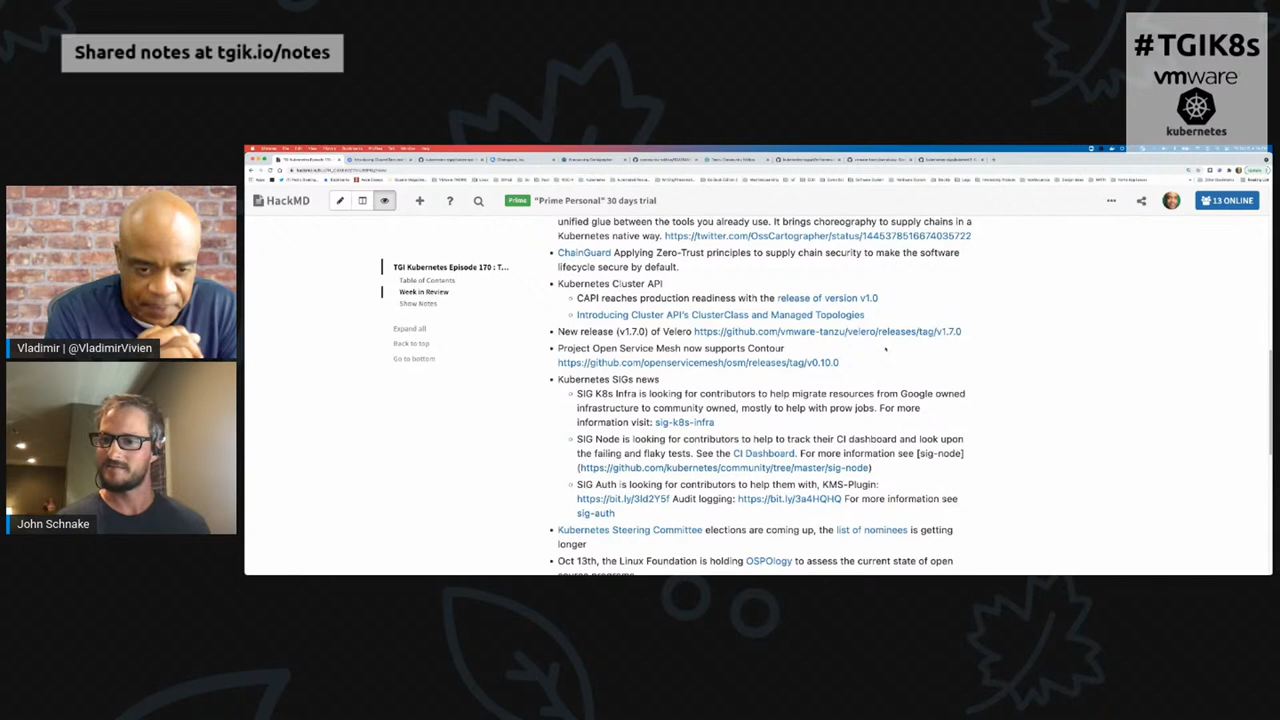 Shared notes at tgik.io/notes
#TGIK8s
vmware
kubernetes
HackMD
Prime
"Prime Personal" 30 days trial
13 ONLINE
TGI Kubernetes Episode 170 : T...
Table of Contents
Week in Review
Show Notes
Expand all
Back to top
Go to bottom
unified glue between the tools you already use. It brings choreography to supply chains in a
Kubernetes native way. https://twitter.com/OssCartographer/status/1445378516674035722
• ChainGuard Applying Zero-Trust principles to supply chain security to make the software
lifecycle secure by default.
• Kubernetes Cluster API
◦ CAPI reaches production readiness with the release of version v1.0
◦ Introducing Cluster API's ClusterClass and Managed Topologies
• New release (v1.7.0) of Velero https://github.com/vmware-tanzu/velero/releases/tag/v1.7.0
• Project Open Service Mesh now supports Contour
https://github.com/openservicemesh/osm/releases/tag/v0.10.0
• Kubernetes SIGs news
◦ SIG K8s Infra is looking for contributors to help migrate resources from Google owned
infrastructure to community owned, mostly to help with prow jobs. For more
information visit: sig-k8s-infra
◦ SIG Node is looking for contributors to help to track their CI dashboard and look upon
the failing and flaky tests. See the CI Dashboard. For more information see [sig-node]
(https://github.com/kubernetes/community/tree/master/sig-node)
◦ SIG Auth is looking for contributors to help them with, KMS-Plugin:
https://bit.ly/3ld2Y5f Audit logging: https://bit.ly/3a4HQHQ For more information see
sig-auth
• Kubernetes Steering Committee elections are coming up, the list of nominees is getting
longer
• Oct 13th, the Linux Foundation is holding OSPOlogy to assess the current state of open
source programs
Vladimir | @VladimirVivien
John Schnake